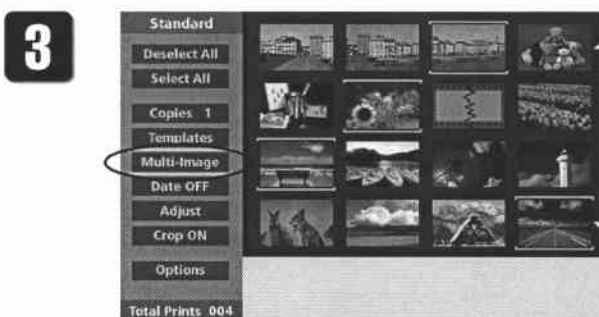 3
Standard
Deselect All
Select All
Copies 1
Templates
Multi-Image
Date OFF
Adjust
Crop ON
Options
Total Prints 004